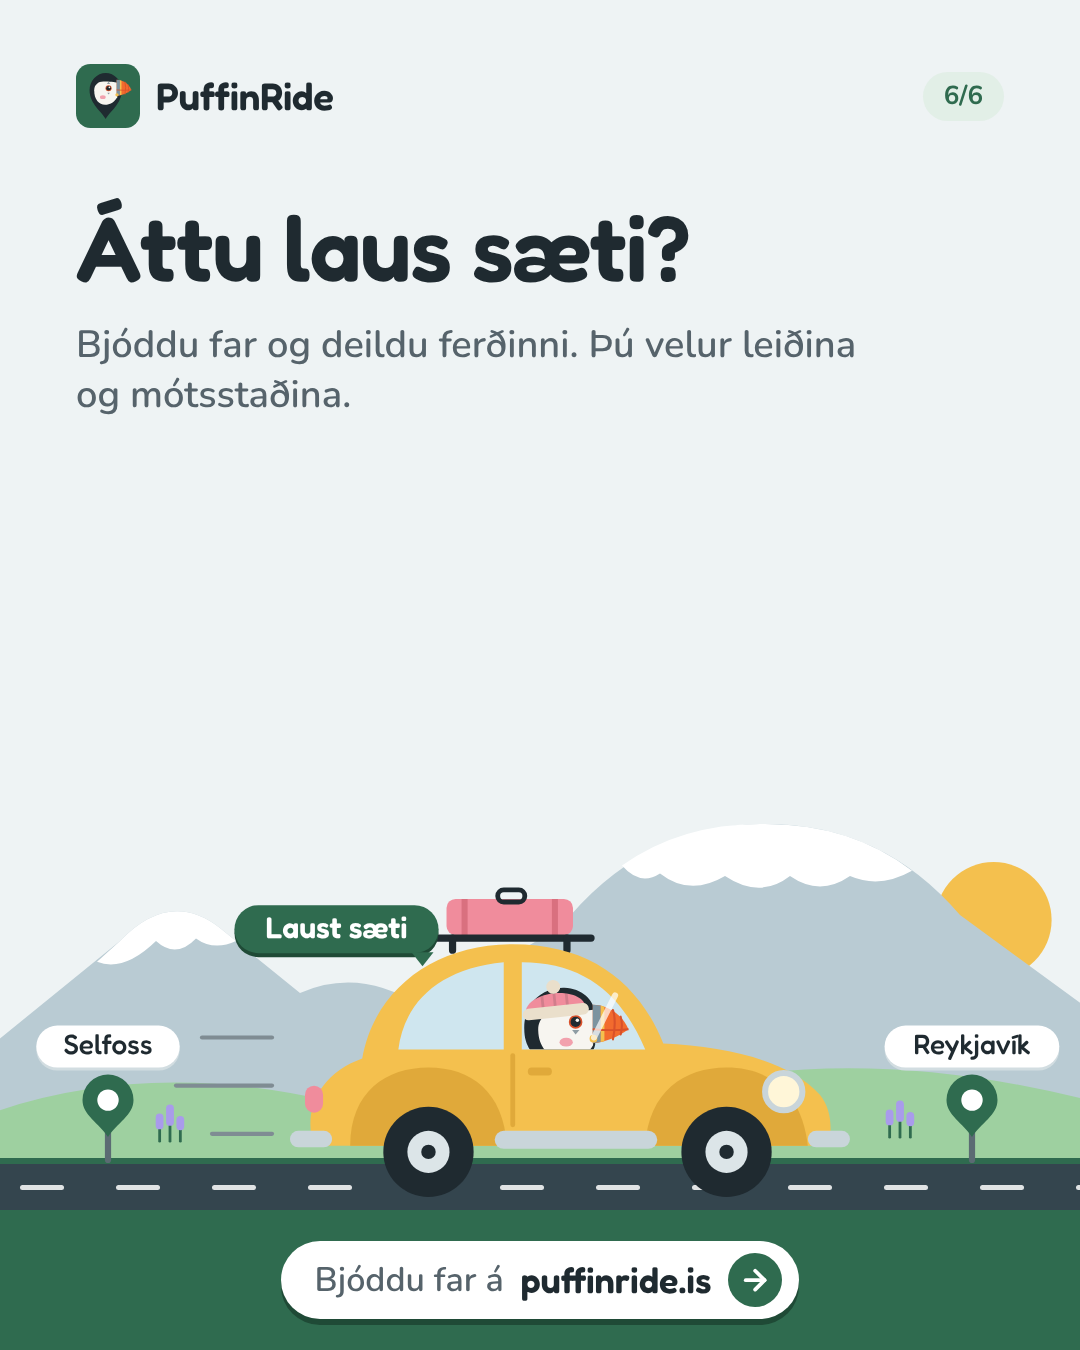 PuffinRide
6/6
Áttu laus sæti?
Bjóddu far og deildu ferðinni. Þú velur leiðina
og mótsstaðina.
Laust sæti
Selfoss
Reykjavík
Bjóddu far á puffinride.is